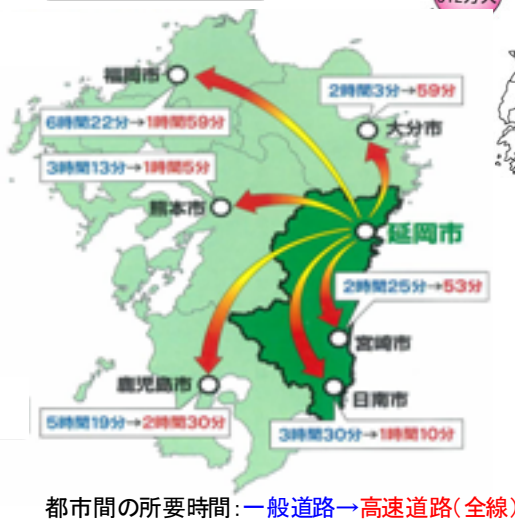 福岡市
2時間3分→59分
6時間22分→1時間59分
大分市
3時間13分→1時間5分
熊本市
延岡市
2時間25分→53分
宮崎市
鹿児島市
日南市
5時間19分→2時間30分
3時間30分→1時間10分
都市間の所要時間:一般道路→高速道路(全線)